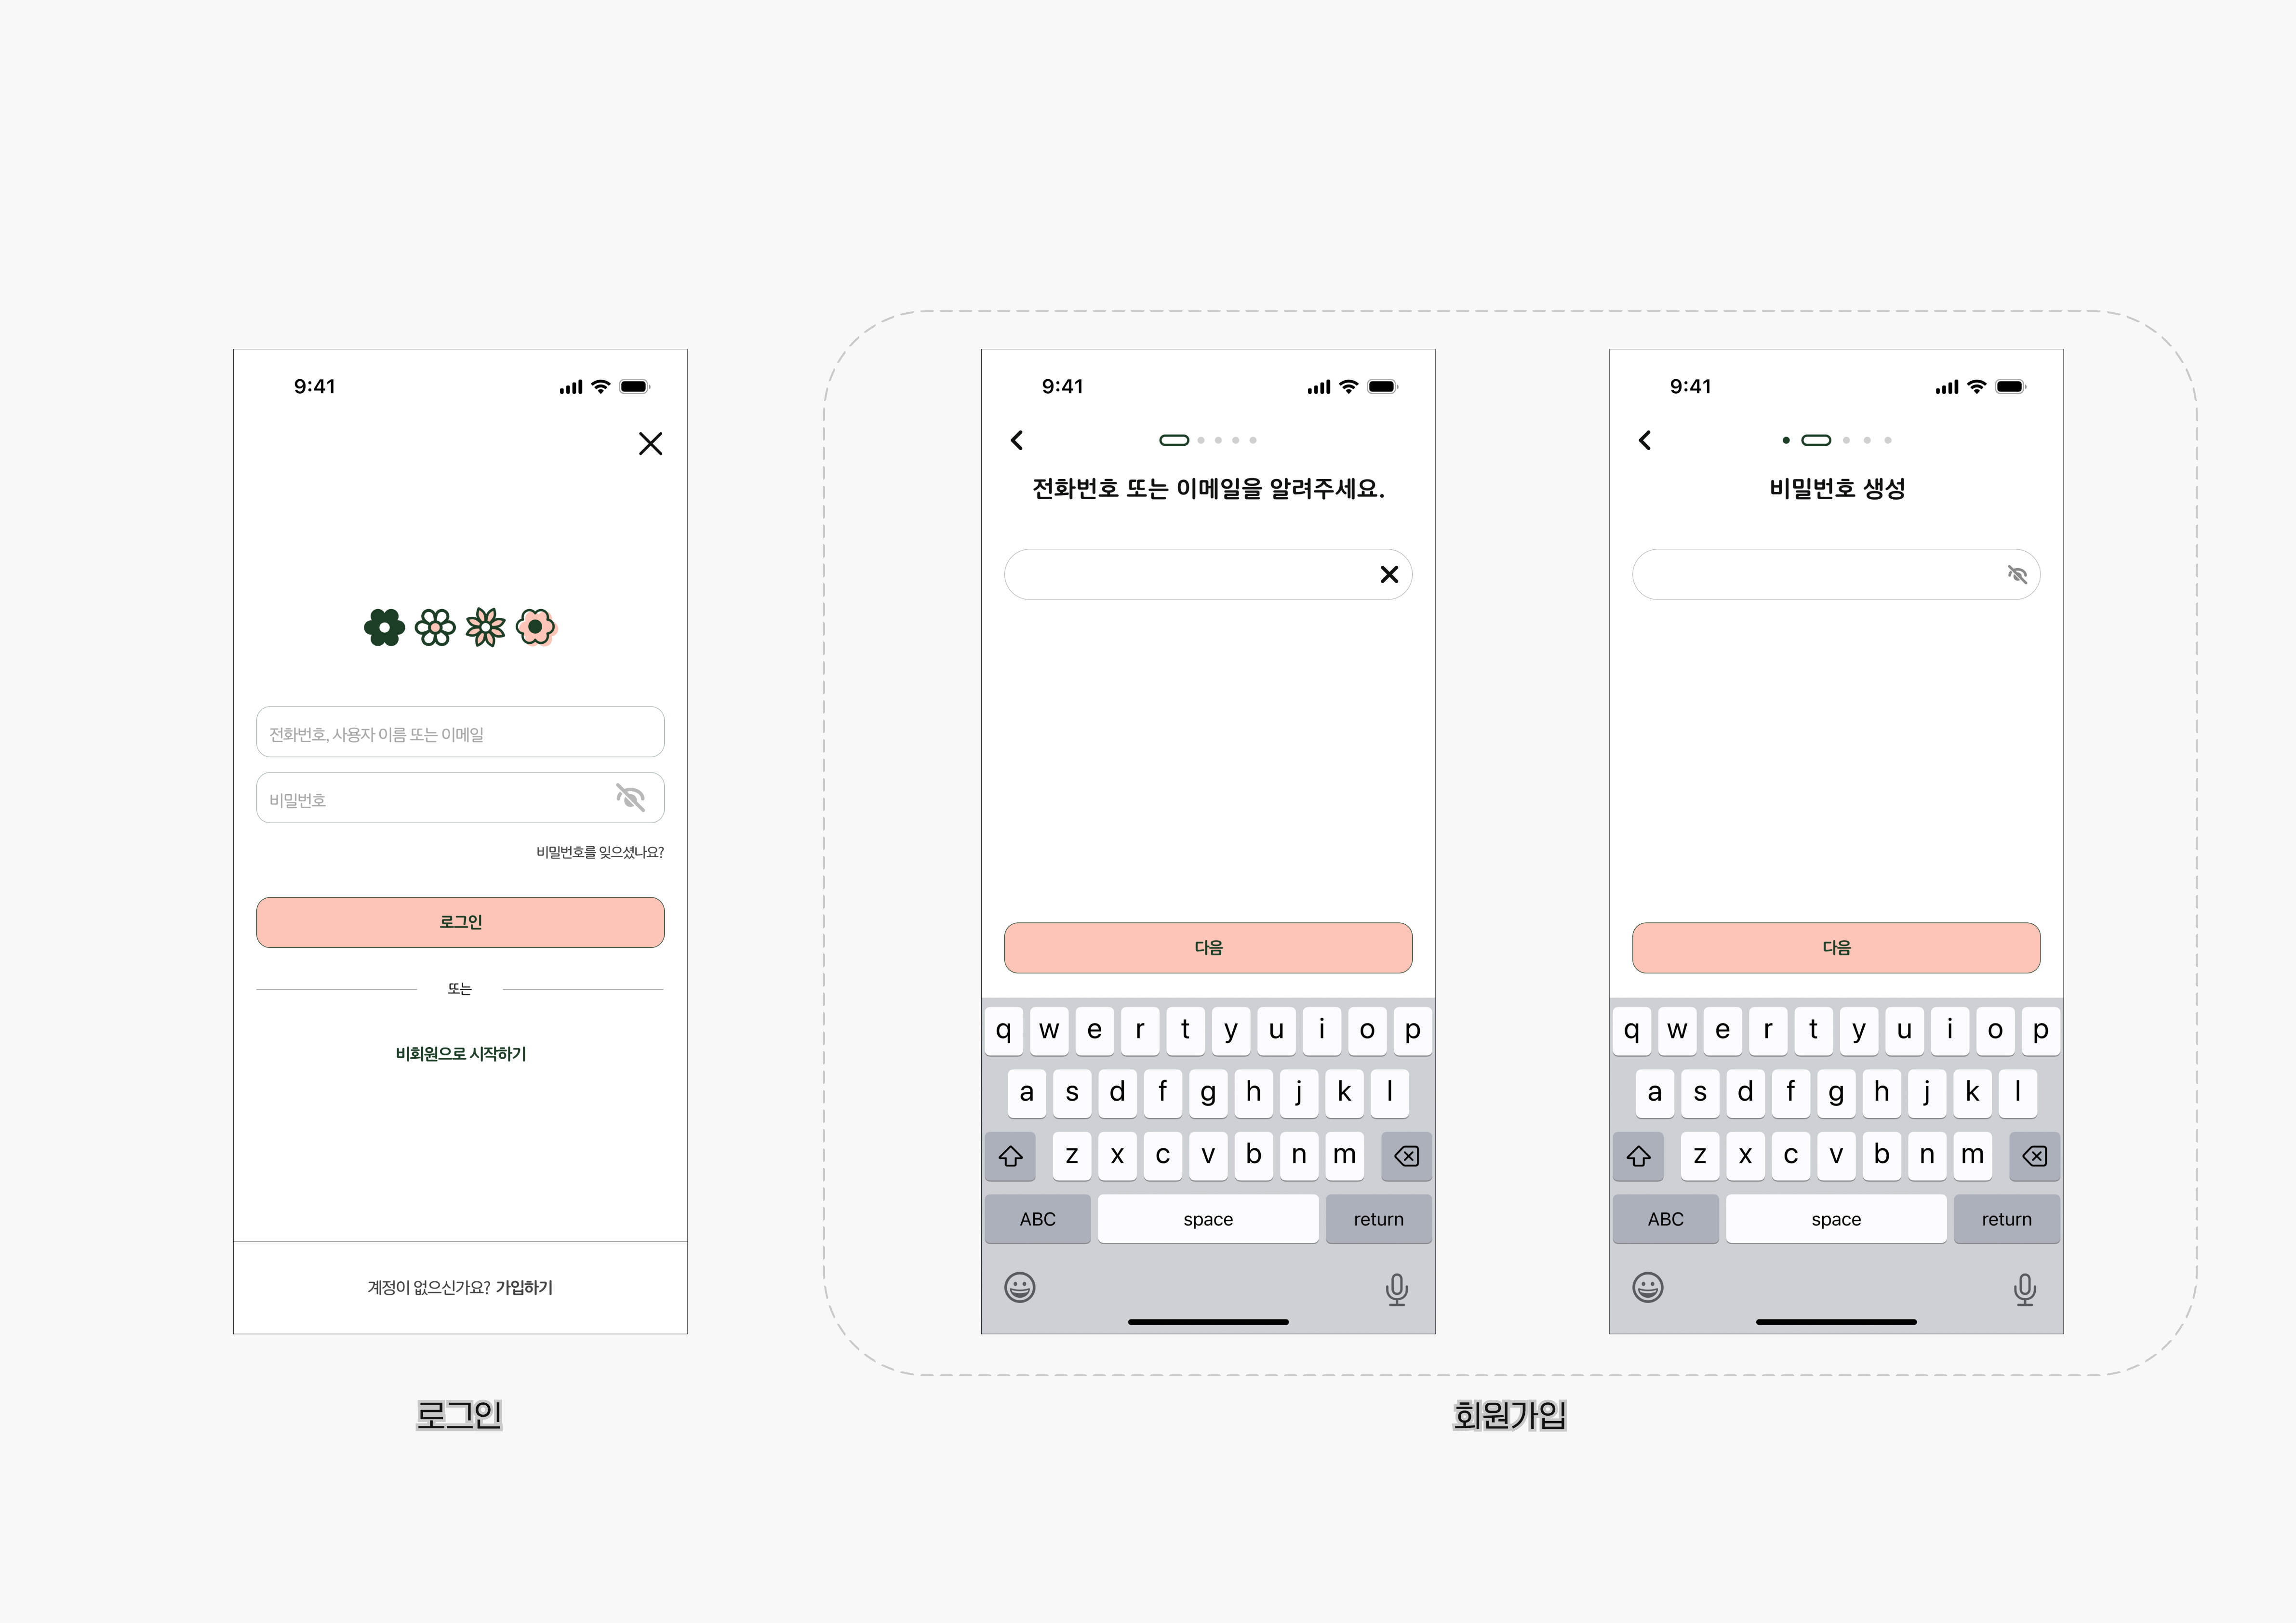 9:41
전화번호, 사용자 이름 또는 이메일
비밀번호
비밀번호를 잊으셨나요?
로그인
또는
비회원으로 시작하기
계정이 없으신가요? 가입하기
로그인
9:41
전화번호 또는 이메일을 알려주세요.
다음
q w e r t y u i o p
a s d f g h j k l
z x c v b n m
ABC space return
9:41
비밀번호 생성
다음
q w e r t y u i o p
a s d f g h j k l
z x c v b n m
ABC space return
회원가입